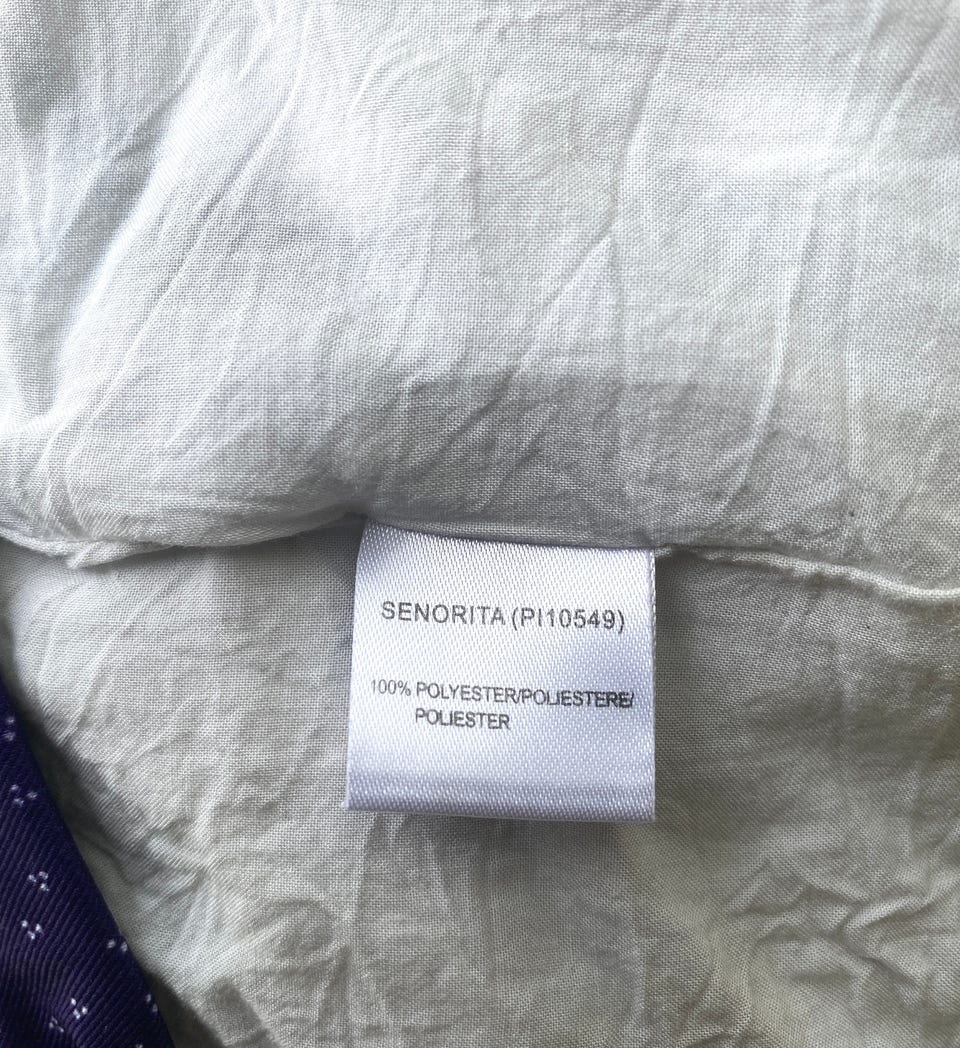 SENORITA (PI10549)
100% POLYESTER/POLIESTERE/
POLIESTER